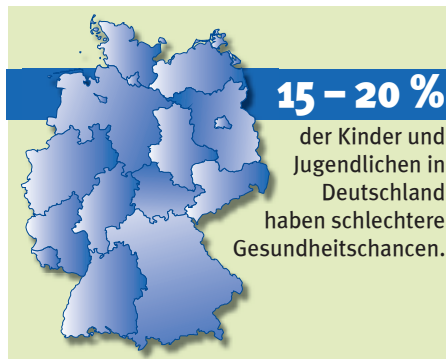 15 – 20 %
der Kinder und
Jugendlichen in
Deutschland
haben schlechtere
Gesundheitschancen.